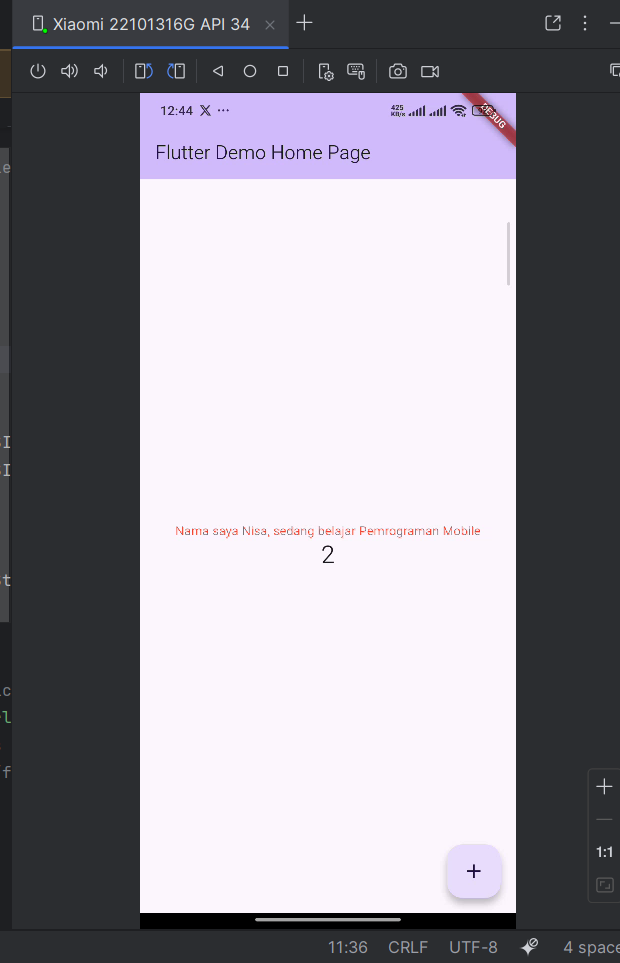 Xiaomi 22101316G API 34
12:44
425
KB/s
DEBUG
Flutter Demo Home Page
Nama saya Nisa, sedang belajar Pemrograman Mobile
2
1:1
11:36 CRLF UTF-8 4 space